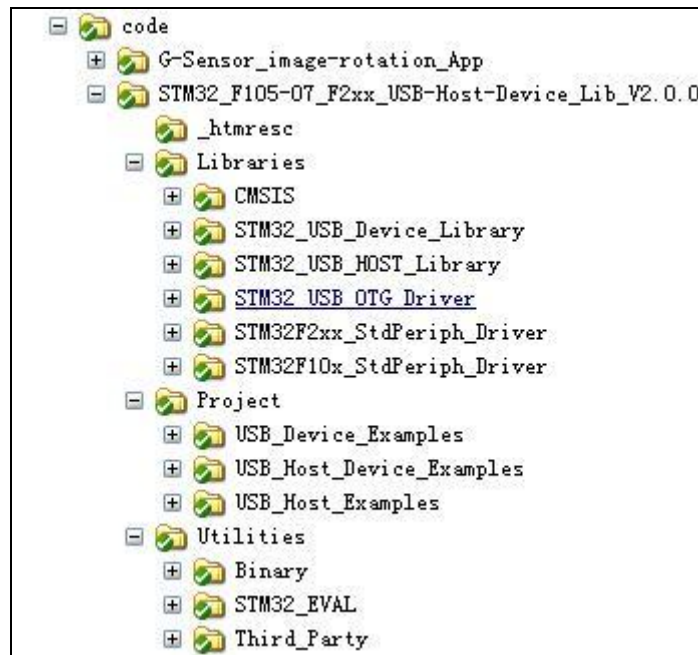 code
G-Sensor_image-rotation_App
STM32_F105-07_F2xx_USB-Host-Device_Lib_V2.0.0
_htmresc
Libraries
CMSIS
STM32_USB_Device_Library
STM32_USB_HOST_Library
STM32_USB_OTG_Driver
STM32F2xx_StdPeriph_Driver
STM32F10x_StdPeriph_Driver
Project
USB_Device_Examples
USB_Host_Device_Examples
USB_Host_Examples
Utilities
Binary
STM32_EVAL
Third_Party